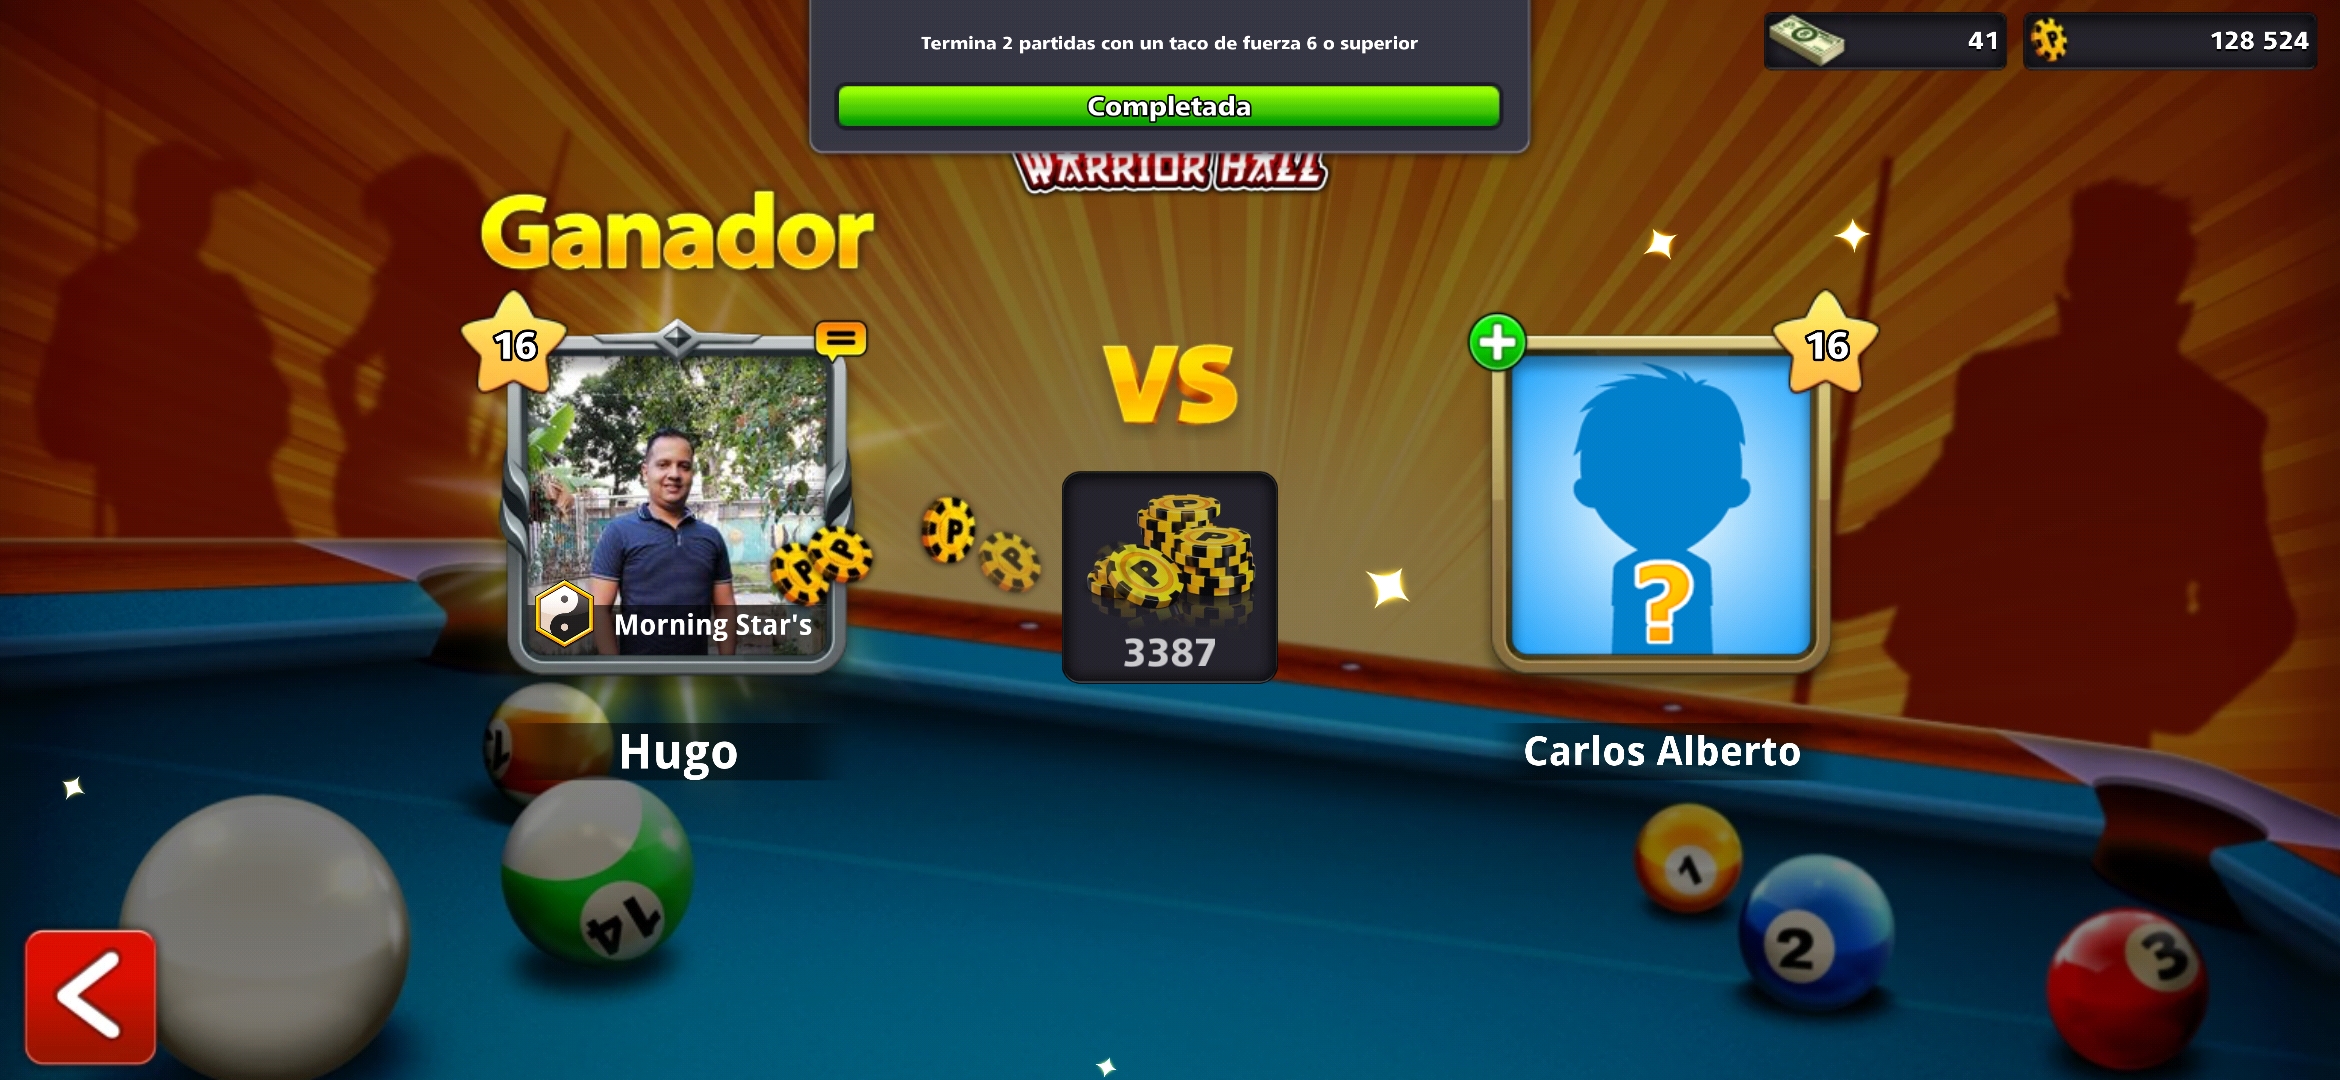 Termina 2 partidas con un taco de fuerza 6 o superior
Completada
41
128 524
WARRIOR HALL
Ganador
16
16
VS
Morning Star's
?
3387
Hugo
Carlos Alberto
14
1
2
3